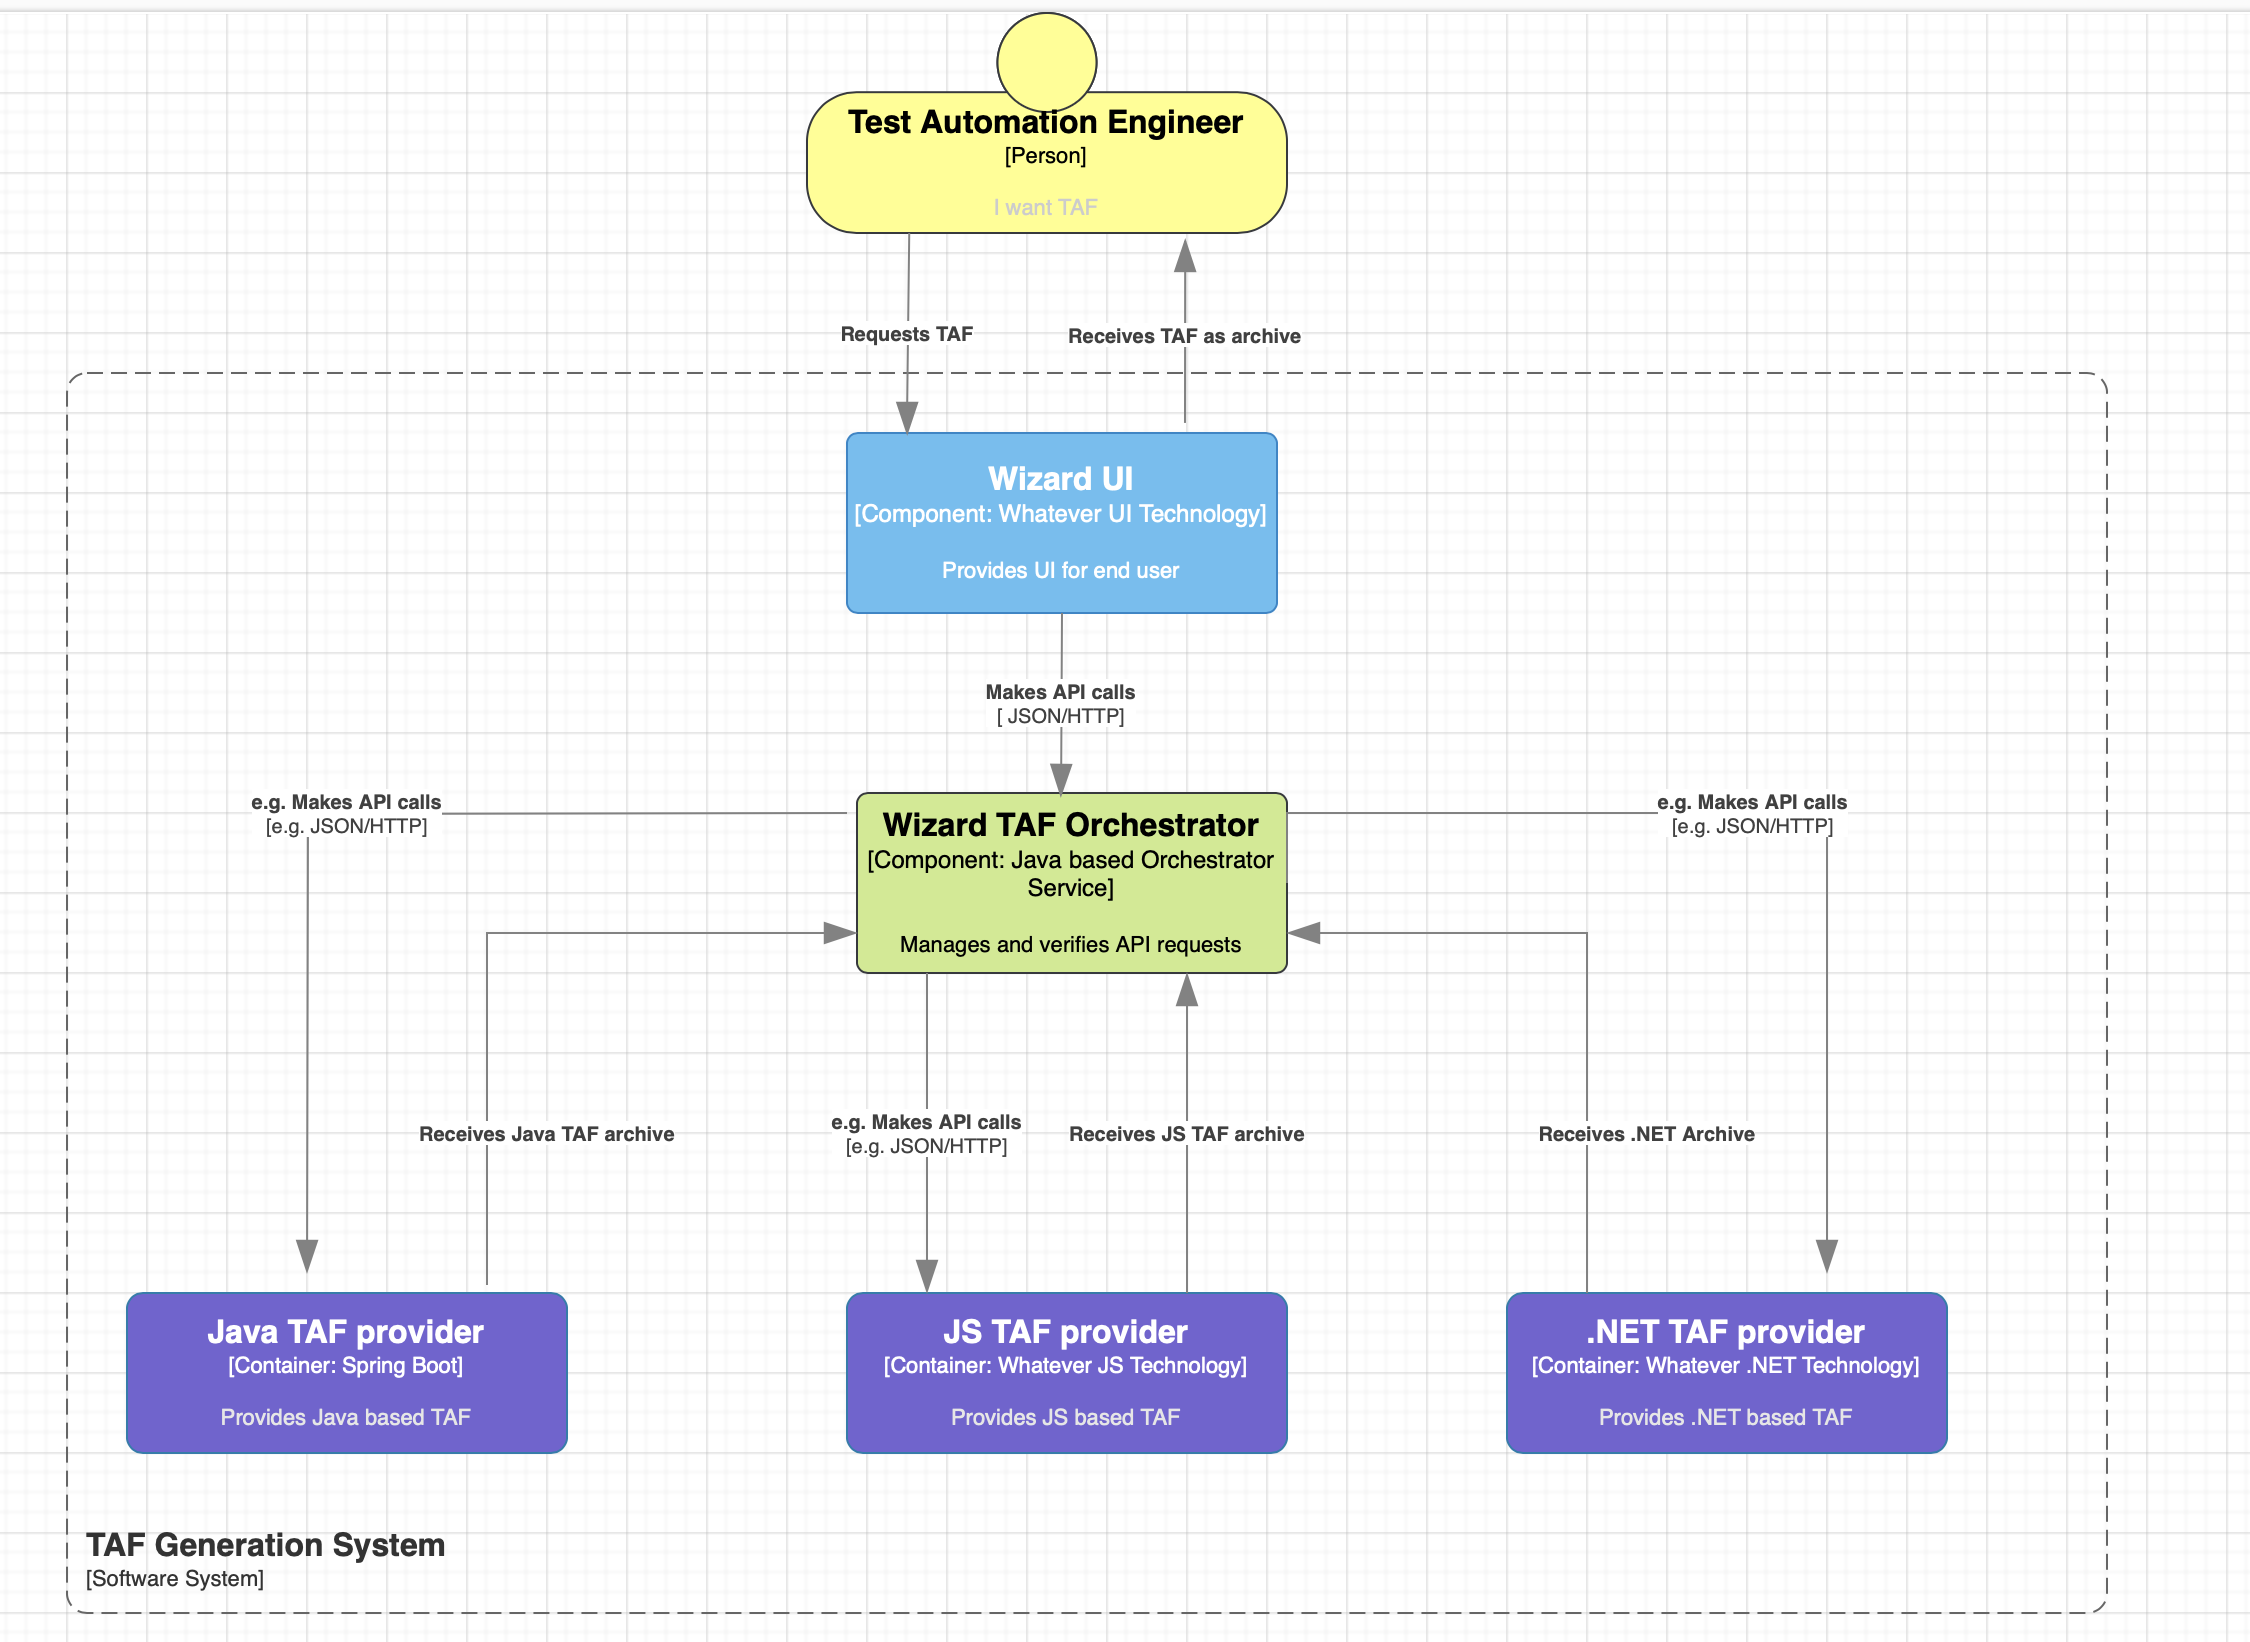 Test Automation Engineer
[Person]
I want TAF
Requests TAF
Receives TAF as archive
Wizard UI
[Component: Whatever UI Technology]
Provides UI for end user
Makes API calls
[ JSON/HTTP]
e.g. Makes API calls
[e.g. JSON/HTTP]
e.g. Makes API calls
[e.g. JSON/HTTP]
Wizard TAF Orchestrator
[Component: Java based Orchestrator
Service]
Manages and verifies API requests
Receives Java TAF archive
e.g. Makes API calls
[e.g. JSON/HTTP]
Receives JS TAF archive
Receives .NET Archive
Java TAF provider
[Container: Spring Boot]
Provides Java based TAF
JS TAF provider
[Container: Whatever JS Technology]
Provides JS based TAF
.NET TAF provider
[Container: Whatever .NET Technology]
Provides .NET based TAF
TAF Generation System
[Software System]